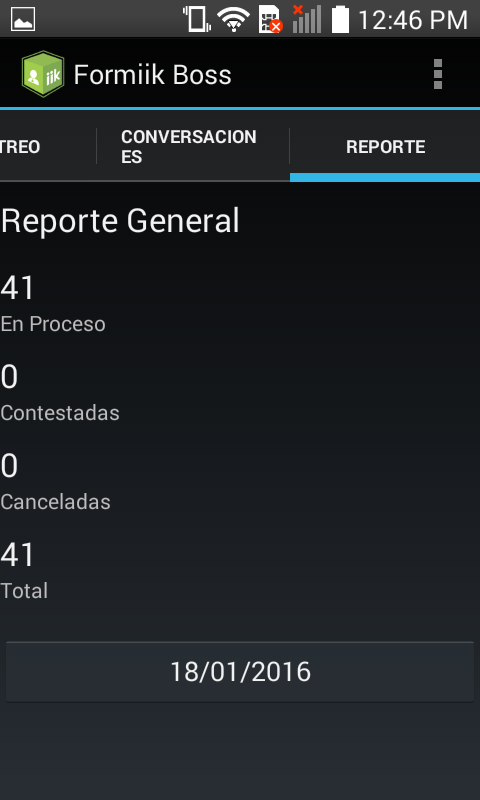 12:46 PM
iik Formiik Boss
TREO
CONVERSACION
ES
REPORTE
Reporte General
41
En Proceso
0
Contestadas
0
Canceladas
41
Total
18/01/2016